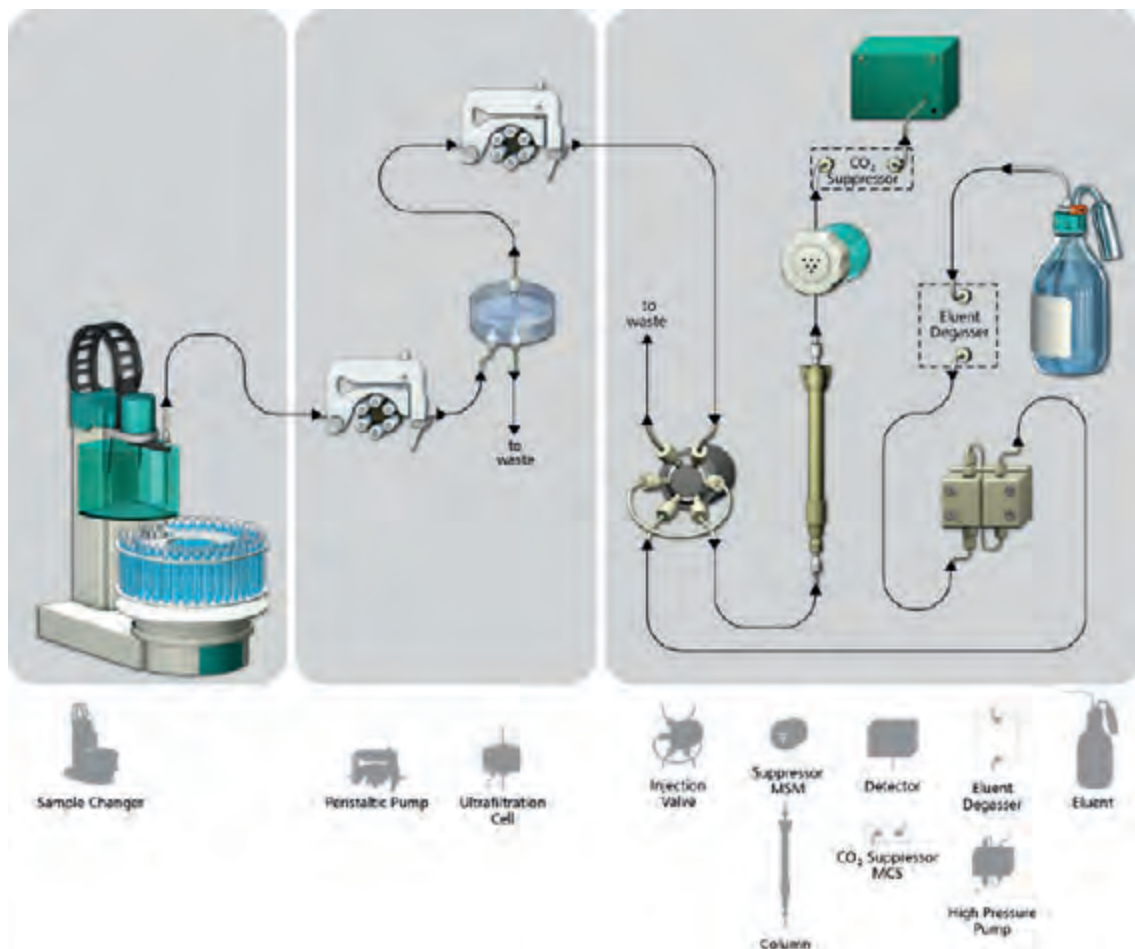 CO2
Suppressor
to
waste
Eluent
Degasser
to
waste
Sample Changer
Peristaltic Pump
Ultrafiltration
Cell
Injection
Valve
Suppressor
MSM
Detector
Eluent
Degasser
Eluent
CO2 Suppressor
MCS
High Pressure
Pump
Column